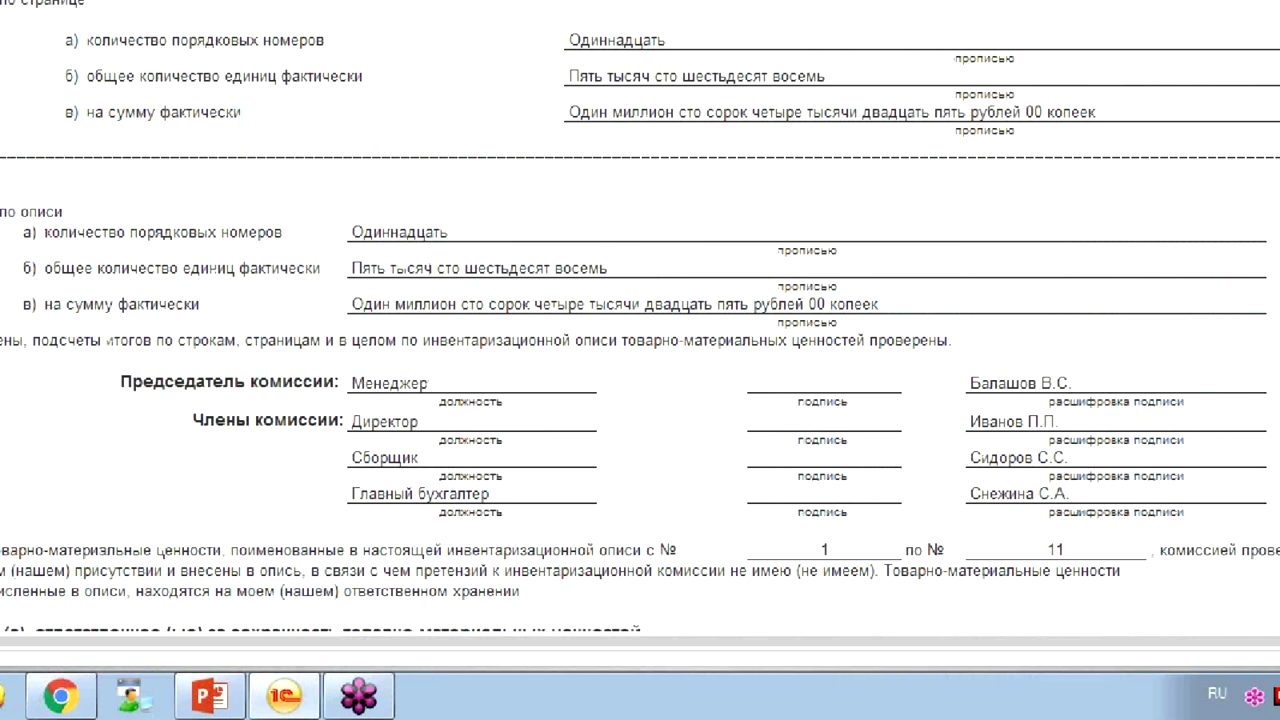 по странице
а) количество порядковых номеров Одиннадцать
прописью
б) общее количество единиц фактически Пять тысяч сто шестьдесят восемь
прописью
в) на сумму фактически Один миллион сто сорок четыре тысячи двадцать пять рублей 00 копеек
прописью
по описи
а) количество порядковых номеров Одиннадцать
прописью
б) общее количество единиц фактически Пять тысяч сто шестьдесят восемь
прописью
в) на сумму фактически Один миллион сто сорок четыре тысячи двадцать пять рублей 00 копеек
прописью
ены, подсчеты итогов по строкам, страницам и в целом по инвентаризационной описи товарно-материальных ценностей проверены.
Председатель комиссии: Менеджер Балашов В.С.
должность подпись расшифровка подписи
Члены комиссии: Директор Иванов П.П.
должность подпись расшифровка подписи
Сборщик Сидоров С.С.
должность подпись расшифровка подписи
Главный бухгалтер Снежина С.А.
должность подпись расшифровка подписи
оварно-материальные ценности, поименованные в настоящей инвентаризационной описи с № 1 по № 11 , комиссией прове
м (нашем) присутствии и внесены в опись, в связи с чем претензий к инвентаризационной комиссии не имею (не имеем). Товарно-материальные ценности
исленные в описи, находятся на моем (нашем) ответственном хранении
(а), ответственное (ые) за сохранность товарно-материальных ценностей
RU